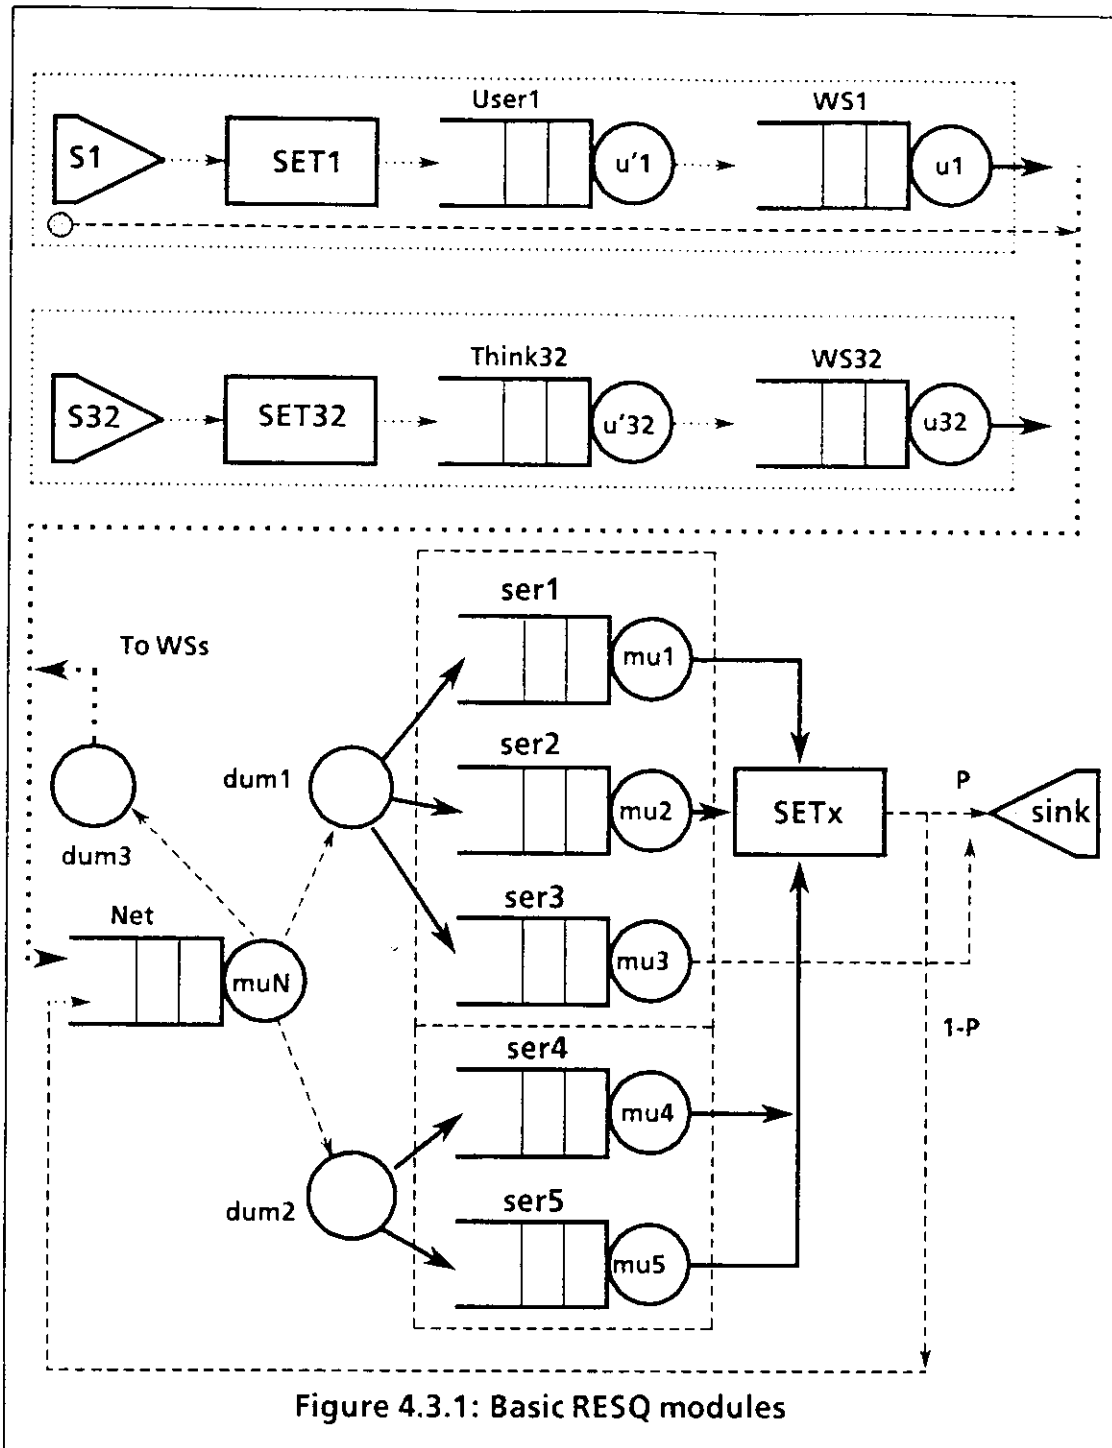 User1
WS1
S1
SET1
u'1
u1
Think32
WS32
S32
SET32
u'32
u32
ser1
To WSs
mu1
ser2
dum1
P
mu2
SETx
sink
dum3
ser3
Net
mu3
muN
1-P
ser4
mu4
ser5
dum2
mu5
Figure 4.3.1: Basic RESQ modules